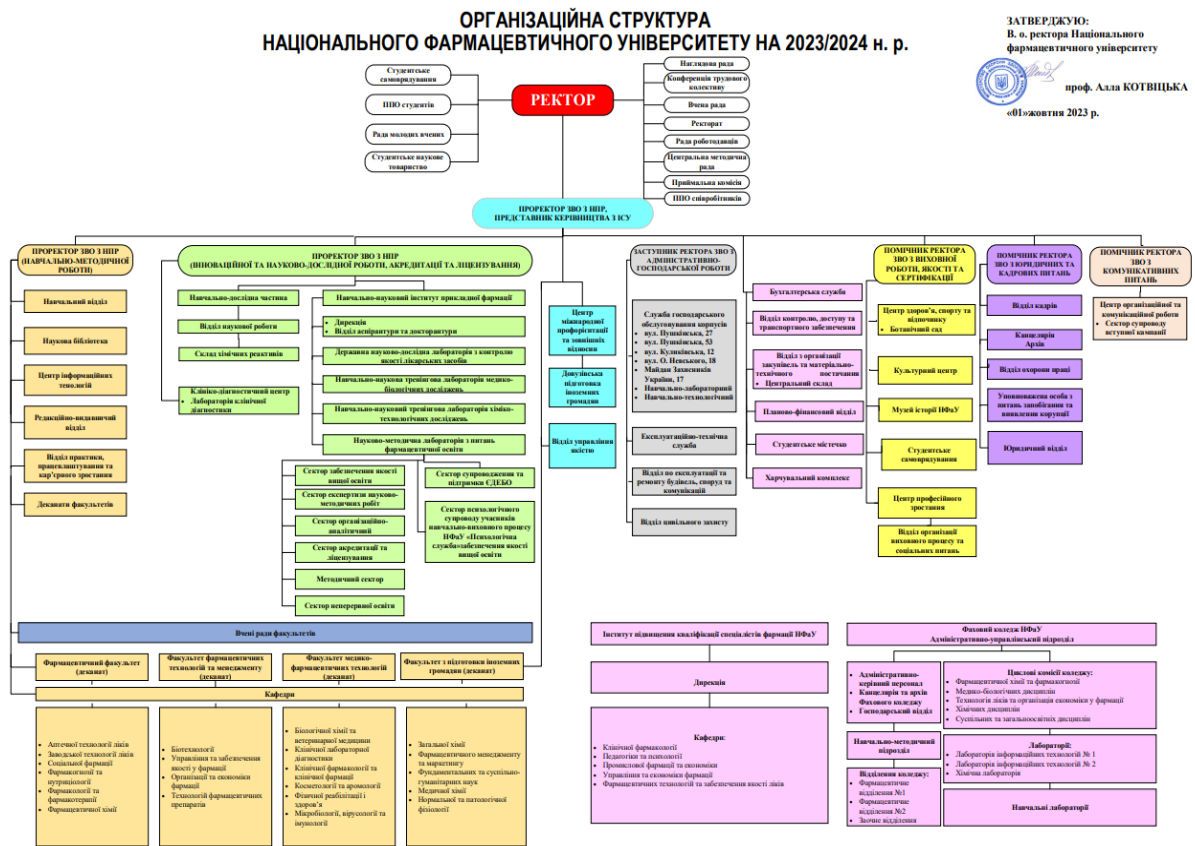 ОРГАНІЗАЦІЙНА СТРУКТУРА
НАЦІОНАЛЬНОГО ФАРМАЦЕВТИЧНОГО УНІВЕРСИТЕТУ НА 2023/2024 н. р.
ЗАТВЕРДЖУЮ:
В. о. ректора Національного
фармацевтичного університету
проф. Алла КОТВІЦЬКА
«01»жовтня 2023 р.
Студентське
самоврядування
ППО студентів
Рада молодих вчених
Студентське наукове
товариство
РЕКТОР
Наглядова рада
Конференція трудового
колективу
Вчена рада
Ректорат
Рада роботодавців
Центральна методична
рада
Приймальна комісія
ППО співробітників
ПРОРЕКТОР ЗВО З НПР,
ПРЕДСТАВНИК КЕРІВНИЦТВА З ІСУ
ПРОРЕКТОР ЗВО З НПР
(НАВЧАЛЬНО-МЕТОДИЧНОЇ
РОБОТИ)
Навчальний відділ
Наукова бібліотека
Центр інформаційних
тенологій
Редакційно-видавничий
відділ
Відділ практики,
працевлаштування та
кар'єрного зростання
Деканати факультетів
ПРОРЕКТОР ЗВО З НПР
(ІННОВАЦІЙНОЇ ТА НАУКОВО-ДОСЛІДНОЇ РОБОТИ, АКРЕДИТАЦІЇ ТА ЛІЦЕНЗУВАННЯ)
Навчально-дослідна частина
Відділ наукової роботи
Склад хімічних реактивів
Клініко-діагностичний центр
• Лабораторія клінічної
діагностики
Навчально-науковий інститут прикладної фармації
• Дирекція
• Відділ аспірантури та докторнтури
Державна науково-дослідна лабораторія з контролю
якості лікарських засобів
Навчально-наукова тренінгова лабораторія медико-
біологічних досліджень
Навчально-науковий тренінгова лабораторія хіміко-
технологічних досліджень
Науково-методична лабораторія з питань
фармацевтичної освіти
Сектор забезпечення якості
вищої освіти
Сектор експертизи науково-
методичних робіт
Сектор організаційно-
аналітичний
Сектор акредитації та
ліцензування
Методичний сектор
Сектор неперервної освіти
Сектор супроводження та
підтримки ЄДЕБО
Сектор психологічного
супроводу учасників
навчально-виховного процесу
НФаУ «Психологічна
служба»забезпечення якості
вищої освіти
Центр
міжнародної
профорієнтації
та зовнішніх
відносин
Довузівська
підготовка
іноземних
громадян
Відділ управління
якістю
ЗАСТУПНИК РЕКТОРА ЗВО З
АДМІНІСТРАТИВНО-
ГОСПОДАРСЬКОЇ РОБОТИ
Служба господарського
обслуговування корпусів
• вул. Пушкінська, 27
• вул. Пушкінська, 53
• вул. Куликівська, 12
• вул. О. Невського, 18
• Майдан Захисників
України, 17
• Навчально-лабораторний
• Навчально-технологічний
Експлуатаційно-технічна
служба
Відділ по експлуатації та
ремонту будівель, споруд та
комунікацій
Відділ цивільного захисту
Бухгалтерська служба
Відділ контролю, доступу та
транспортного забезпечення
Відділ з організації
закупівель та матеріально-
технічного постачання
• Центральний склад
Планово-фінансовий відділ
Студентське містечко
Харчувальний комплекс
ПОМІЧНИК РЕКТОРА
ЗВО З ВИХОВНОЇ
РОБОТИ, ЯКОСТІ ТА
СЕРТИФІКАЦІЇ
Центр здоров'я, спорту та
відпочинку
• Ботанічний сад
Культурний центр
Музей історії НФаУ
Студентське
самоврядування
Центр професійного
зростання
Відділ організації
виховного процесу та
соціальних питань
ПОМІЧНИК РЕКТОРА
ЗВО З ЮРИДИЧНИХ ТА
КАДРОВИХ ПИТАНЬ
Відділ кадрів
Канцелярія
Архів
Відділ охорони праці
Уповноважена особа з
питань запобігання та
виявлення корупції
Юридичний відділ
ПОМІЧНИК РЕКТОРА
ЗВО З
КОМУНІКАТИВНИХ
ПИТАНЬ
Центр організаційної та
комунікаційної роботи
• Сектор супроводу
вступної кампанії
Вчені ради факультетів
Фармацевтичний факультет
(деканат)
Факультет фармацевтичних
технологій та менеджменту
(деканат)
Факультет медико-
фармацевтичних технологій
(деканат)
Факультет з підготовки іноземних
громадян (деканат)
Кафедри
• Аптечної технології ліків
• Заводської технології ліків
• Соціальної фармації
• Фармакогнозії та
нутриціології
• Фармакології та
фармакотерапії
• Фармацевтичної хімії
• Біотехнології
• Управління та забезпечення
якості у фармації
• Організації та економіки
фармації
• Технологій фармацевтичних
препаратів
• Біологічної хімії та
ветеринарної медицини
• Клінічної лабораторної
діагностики
• Клінічної фармакології та
клінічної фармації
• Косметології та аромології
• Фізичної реабілітації і
здоров'я
• Мікробіології, вірусології та
імунології
• Загальної хімії
• Фармацевтичного менеджменту
та маркетингу
• Фундаментальних та суспільно-
гуманітарних наук
• Медичної хімії
• Нормальної та патологічної
фізіології
Інститут підвищення кваліфікації спеціалістів фармації НФаУ
Дирекція
Кафедри:
• Клінічної фармакології
• Педагогіки та психології
• Промислової фармації та економіки
• Управління та економіки фармації
• Фармацевтичних технологій та забезпечення якості ліків
Фаховий коледж НФаУ
Адміністративно-управлінський підрозділ
• Адміністративно-
керівний персонал
• Канцелярія та архів
Фахового коледжу
• Господарський відділ
Навчально-методичний
підрозділ
Відділення коледжу:
• Фармацевтичне
відділення №1
• Фармацевтичне
відділення №2
• Заочне відділення
Циклові комісії коледжу:
• Фармацевтичної хімії та фармакогнозії
• Медико-біологічних дисциплін
• Технологія ліків та організація економіки у фармації
• Хімічних дисциплін
• Суспільних та загальноосвітніх дисциплін
Лабораторії:
• Лабораторія інформаційних технологій № 1
• Лабораторія інформаційних технологій № 2
• Хімічна лабораторія
Навчальні лабораторії